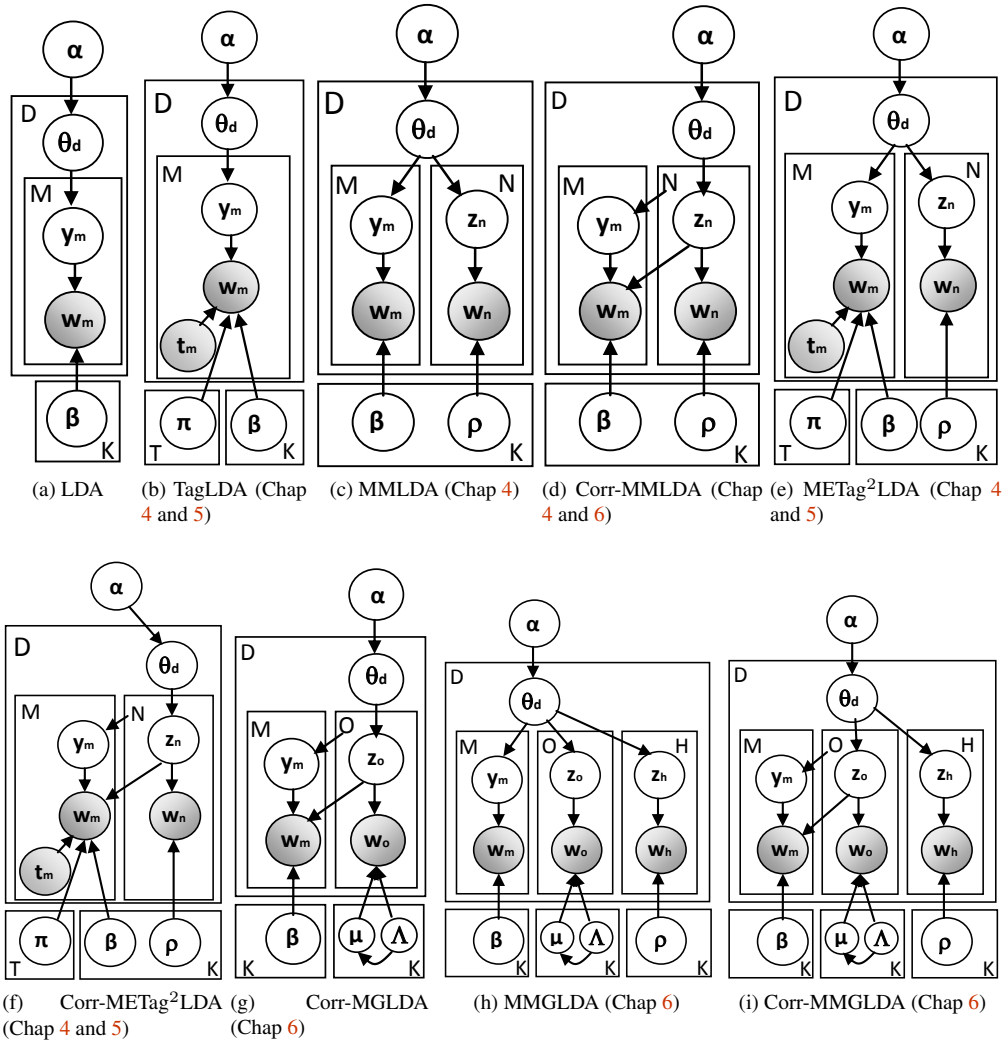 α
D
θd
M
ym
wm
β
K
(a) LDA
α
D
θd
M
ym
wm
tm
π
T
β
K
(b) TagLDA (Chap
4 and 5)
α
D
θd
M
ym
wm
N
zn
wn
β
ρ
K
(c) MMLDA (Chap 4)
α
D
θd
M
ym
wm
N
zn
wn
β
ρ
K
(d) Corr-MMLDA (Chap
4 and 6)
α
D
θd
M
ym
wm
tm
N
zn
wn
π
T
β
ρ
K
(e) METag²LDA (Chap 4
and 5)
α
D
θd
M
ym
wm
tm
N
zn
wn
π
T
β
ρ
K
(f) Corr-METag²LDA
(Chap 4 and 5)
α
D
θd
M
ym
wm
O
zo
wo
β
K
μ
Λ
K
(g) Corr-MGLDA
(Chap 6)
α
D
θd
M
ym
wm
O
zo
wo
H
zh
wh
β
K
μ
Λ
K
ρ
K
(h) MMGLDA (Chap 6)
α
D
θd
M
ym
wm
O
zo
wo
H
zh
wh
β
K
μ
Λ
K
ρ
K
(i) Corr-MMGLDA (Chap 6)